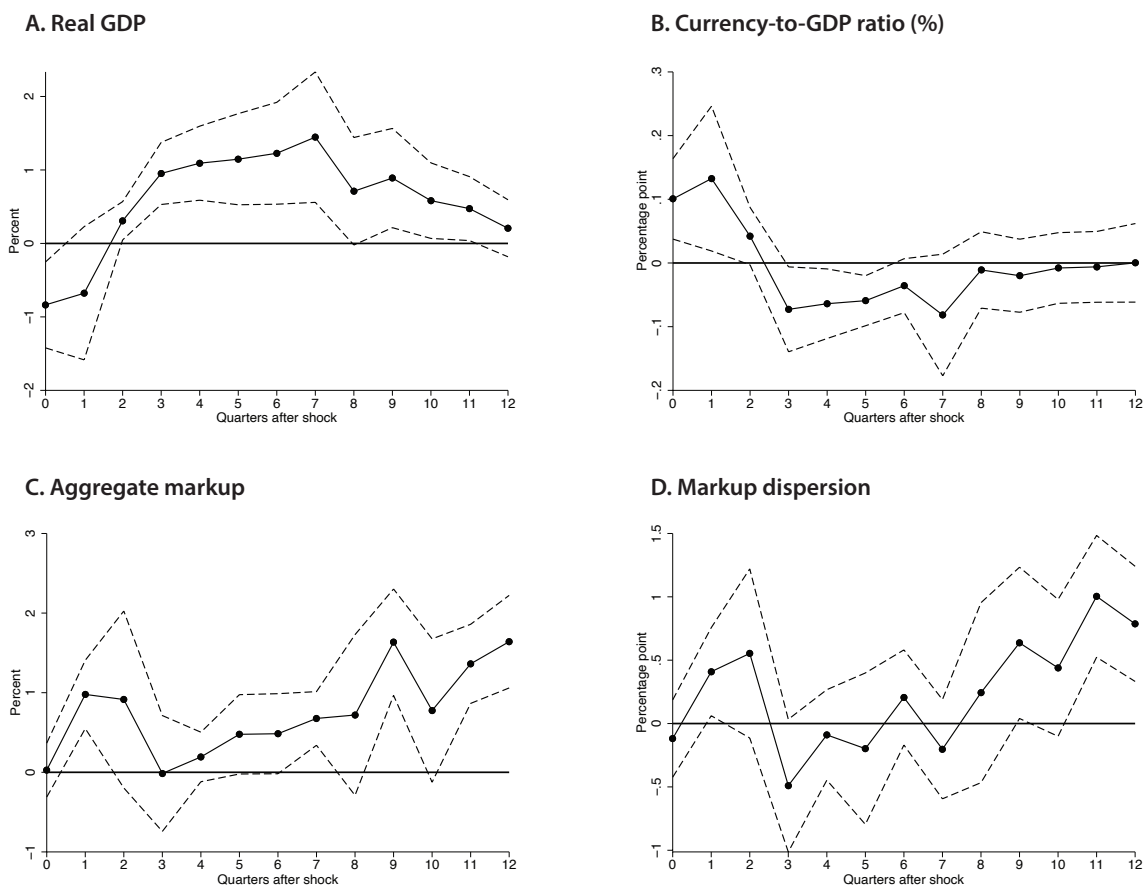 A. Real GDP
Percent
2
1
0
−1
−2
0 1 2 3 4 5 6 7 8 9 10 11 12
Quarters after shock
B. Currency-to-GDP ratio (%)
Percentage point
.3
.2
.1
0
−.1
−.2
0 1 2 3 4 5 6 7 8 9 10 11 12
Quarters after shock
C. Aggregate markup
Percent
3
2
1
0
−1
0 1 2 3 4 5 6 7 8 9 10 11 12
Quarters after shock
D. Markup dispersion
Percentage point
1.5
1
.5
0
−.5
−1
0 1 2 3 4 5 6 7 8 9 10 11 12
Quarters after shock